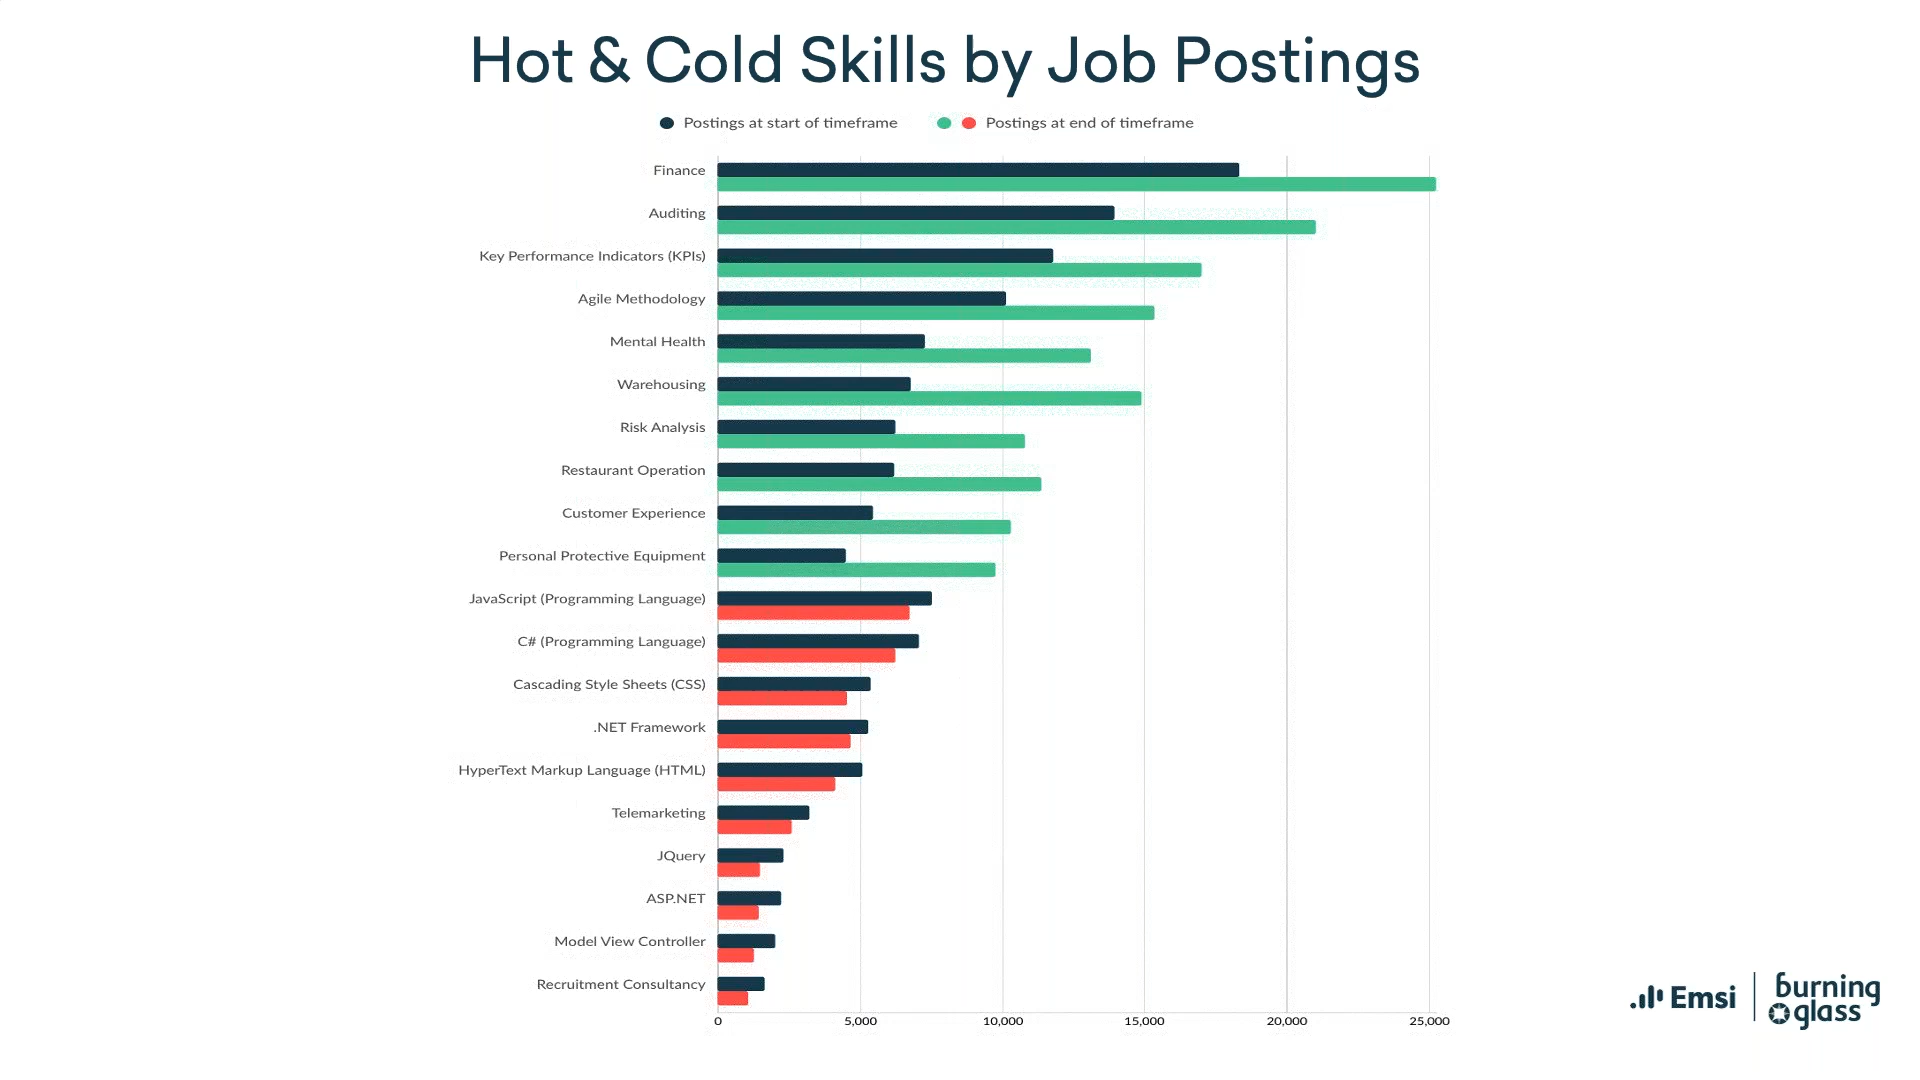 Hot & Cold Skills by Job Postings
Postings at start of timeframe
Postings at end of timeframe
Finance
Auditing
Key Performance Indicators (KPIs)
Agile Methodology
Mental Health
Warehousing
Risk Analysis
Restaurant Operation
Customer Experience
Personal Protective Equipment
JavaScript (Programming Language)
C# (Programming Language)
Cascading Style Sheets (CSS)
.NET Framework
HyperText Markup Language (HTML)
Telemarketing
JQuery
ASP.NET
Model View Controller
Recruitment Consultancy
0 5,000 10,000 15,000 20,000 25,000
Emsi
burning
glass